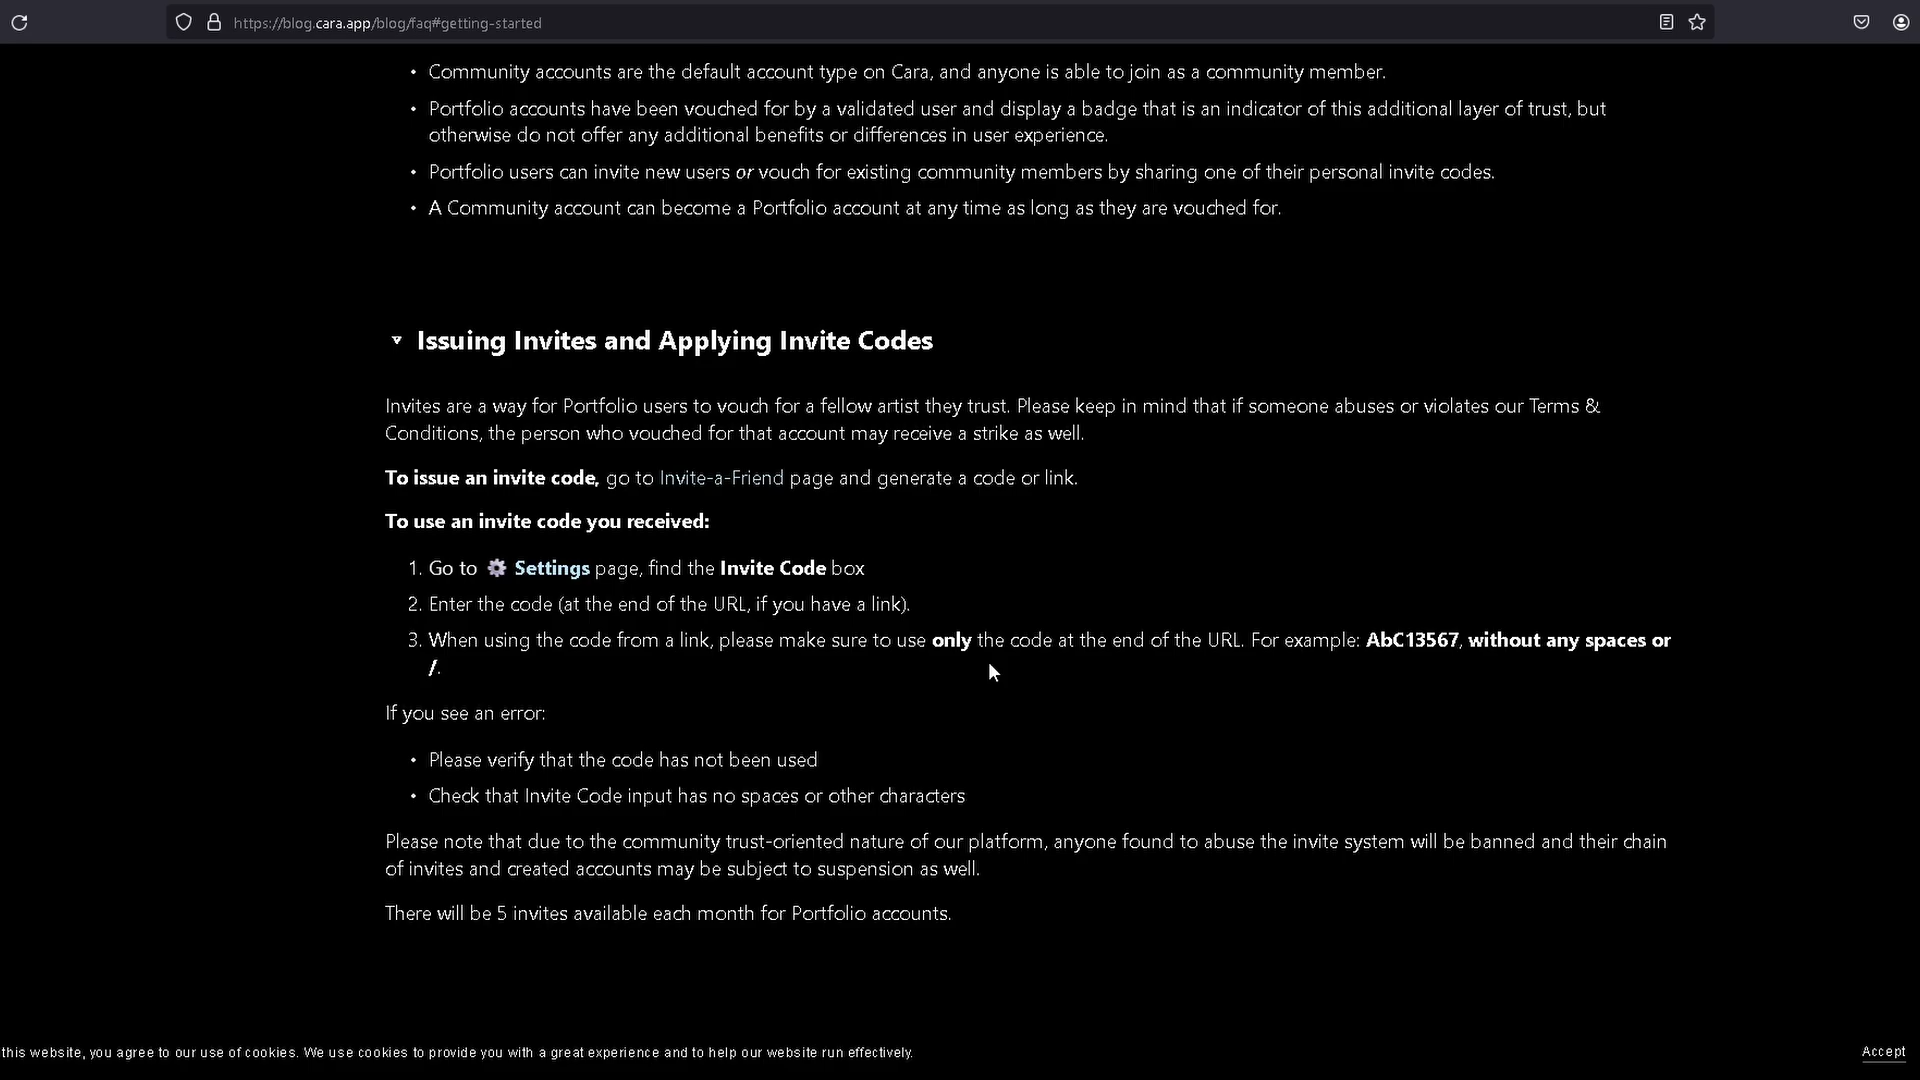 https://blog.cara.app/blog/faq#getting-started
• Community accounts are the default account type on Cara, and anyone is able to join as a community member.
• Portfolio accounts have been vouched for by a validated user and display a badge that is an indicator of this additional layer of trust, but
otherwise do not offer any additional benefits or differences in user experience.
• Portfolio users can invite new users or vouch for existing community members by sharing one of their personal invite codes.
• A Community account can become a Portfolio account at any time as long as they are vouched for.
Issuing Invites and Applying Invite Codes
Invites are a way for Portfolio users to vouch for a fellow artist they trust. Please keep in mind that if someone abuses or violates our Terms &
Conditions, the person who vouched for that account may receive a strike as well.
To issue an invite code, go to Invite-a-Friend page and generate a code or link.
To use an invite code you received:
1. Go to Settings page, find the Invite Code box
2. Enter the code (at the end of the URL, if you have a link).
3. When using the code from a link, please make sure to use only the code at the end of the URL. For example: AbC13567, without any spaces or
/.
If you see an error:
• Please verify that the code has not been used
• Check that Invite Code input has no spaces or other characters
Please note that due to the community trust-oriented nature of our platform, anyone found to abuse the invite system will be banned and their chain
of invites and created accounts may be subject to suspension as well.
There will be 5 invites available each month for Portfolio accounts.
this website, you agree to our use of cookies. We use cookies to provide you with a great experience and to help our website run effectively.
Accept